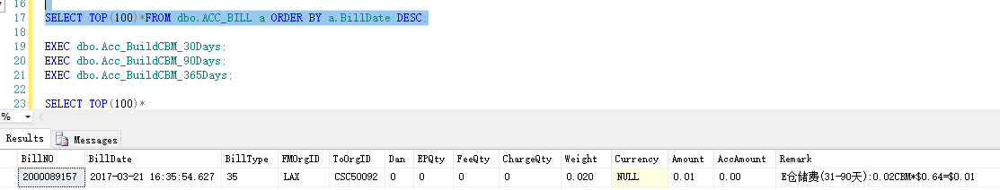 16
17 SELECT TOP(100)*FROM dbo.ACC_BILL a ORDER BY a.BillDate DESC;
18
19 EXEC dbo.Acc_BuildCBM_30Days;
20 EXEC dbo.Acc_BuildCBM_90Days;
21 EXEC dbo.Acc_BuildCBM_365Days;
22
23 SELECT TOP(100)*
%
Results Messages
BillNO BillDate BillType FMOrgID ToOrgID Dan EPQty FeeQty ChargeQty Weight Currency Amount AccAmount Remark
2000089157 2017-03-21 16:35:54.627 35 LAX CSC50092 0 0 0 0 0.020 NULL 0.01 0.00 E仓储费(31-90天):0.02CBM*$0.64=$0.01